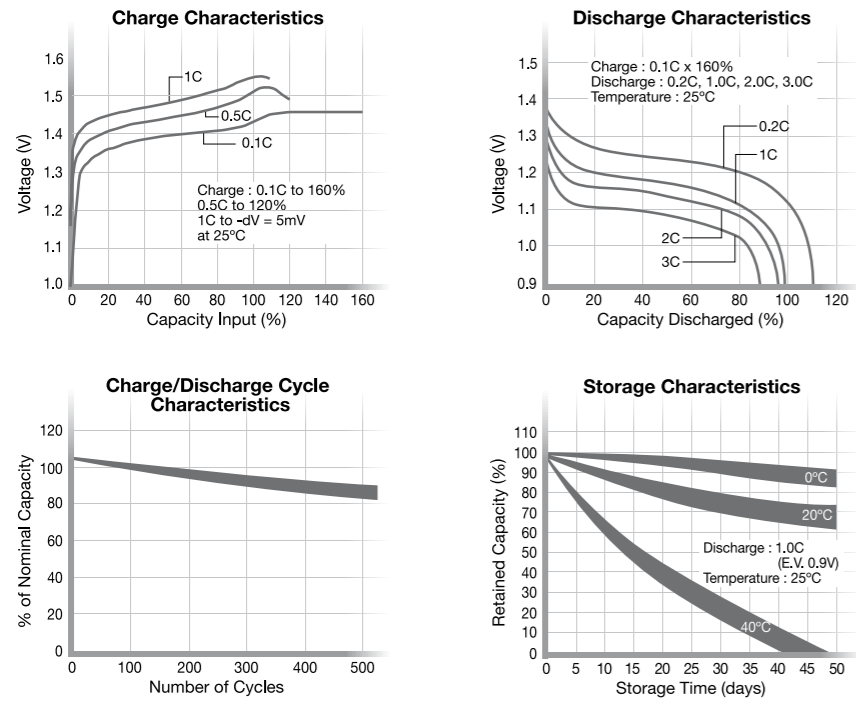 Charge Characteristics
Voltage (V)
1.6
1.5
1.4
1.3
1.2
1.1
1.0
1C
0.5C
0.1C
Charge : 0.1C to 160%
0.5C to 120%
1C to -dV = 5mV
at 25ºC
0 20 40 60 80 100 120 140 160
Capacity Input (%)
Discharge Characteristics
Voltage (V)
1.5
1.4
1.3
1.2
1.1
1.0
0.9
Charge : 0.1C x 160%
Discharge : 0.2C, 1.0C, 2.0C, 3.0C
Temperature : 25ºC
0.2C
1C
2C
3C
0 20 40 60 80 100 120
Capacity Discharged (%)
Charge/Discharge Cycle
Characteristics
% of Nominal Capacity
120
100
80
60
40
20
0
0 100 200 300 400 500
Number of Cycles
Storage Characteristics
Retained Capacity (%)
110
100
90
80
70
60
50
40
30
20
10
0
0ºC
20ºC
Discharge : 1.0C
(E.V. 0.9V)
Temperature : 25ºC
40ºC
0 5 10 15 20 25 30 35 40 45 50
Storage Time (days)